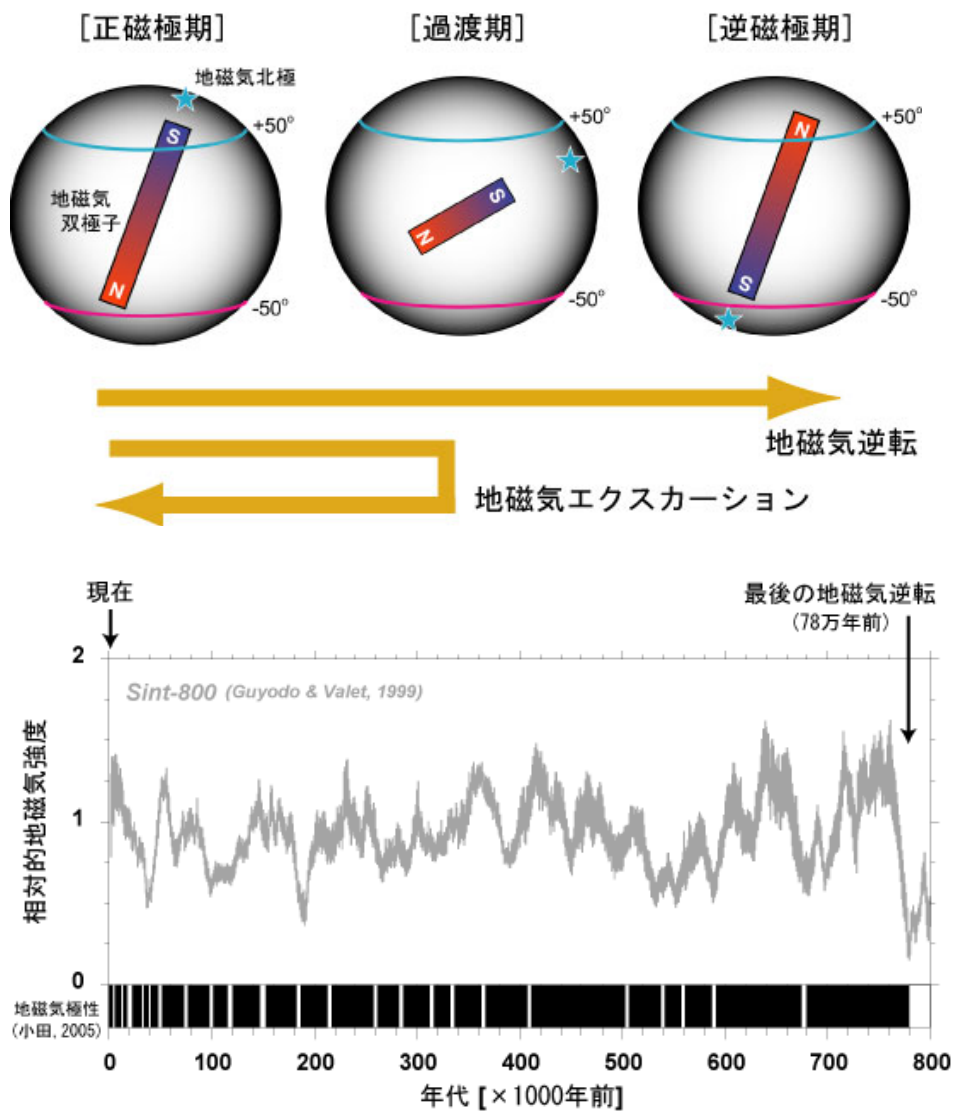 [正磁極期]
[過渡期]
[逆磁極期]
地磁気北極
+50°
+50°
+50°
S
N
地磁気
双極子
S
N
N
S
-50°
-50°
-50°
地磁気逆転
地磁気エクスカーション
現在
最後の地磁気逆転
(78万年前)
2
Sint-800 (Guyodo & Valet, 1999)
相対的地磁気強度
1
0
地磁気極性
(小田, 2005)
0 100 200 300 400 500 600 700 800
年代 [×1000年前]